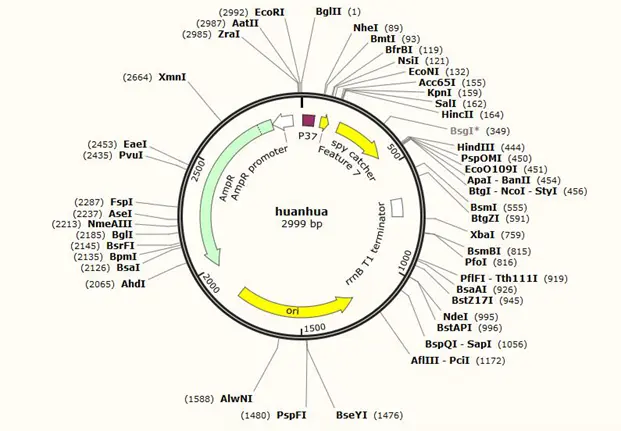 (2992) EcoRI
(2987) AatII
(2985) ZraI
(2664) XmnI
(2453) EaeI
(2435) PvuI
(2287) FspI
(2237) AseI
(2213) NmeAIII
(2185) BglI
(2145) BsrFI
(2135) BpmI
(2126) BsaI
(2065) AhdI
(1588) AlwNI
(1480) PspFI
BglII (1)
NheI (89)
BmtI (93)
BfrBI (119)
NsiI (121)
EcoNI (132)
Acc65I (155)
KpnI (159)
SalI (162)
HincII (164)
BsgI* (349)
HindIII (444)
PspOMI (450)
EcoO109I (451)
ApaI - BanII (454)
BtgI - NcoI - StyI (456)
BsmI (555)
BtgZI (591)
XbaI (759)
BsmBI (815)
PfoI (816)
PflFI - Tth111I (919)
BsaAI (926)
BstZ17I (945)
NdeI (995)
BstAPI (996)
BspQI - SapI (1056)
AflIII - PciI (1172)
BseYI (1476)
P37
Feature 7
spy catcher
rrnB T1 terminator
ori
AmpR
AmpR promoter
500
1000
1500
2000
2500
huanhua
2999 bp